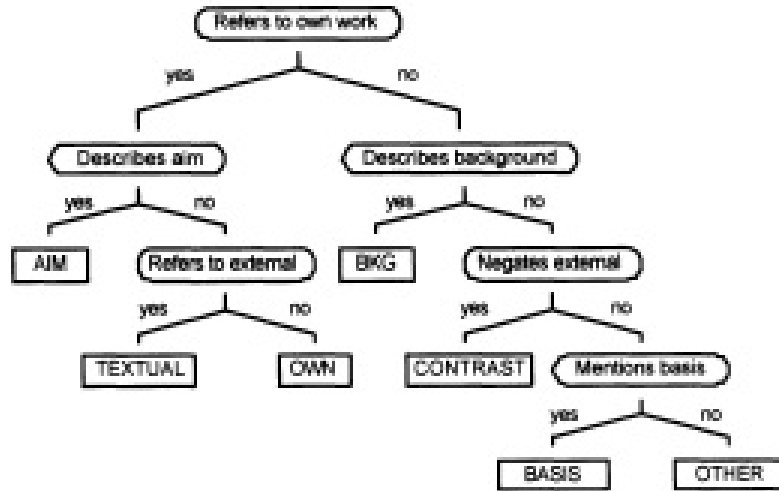 Refers to own work
yes no
Describes aim Describes background
yes no yes no
AIM Refers to external BKG Negates external
yes no yes no
TEXTUAL OWN CONTRAST Mentions basis
yes no
BASIS OTHER